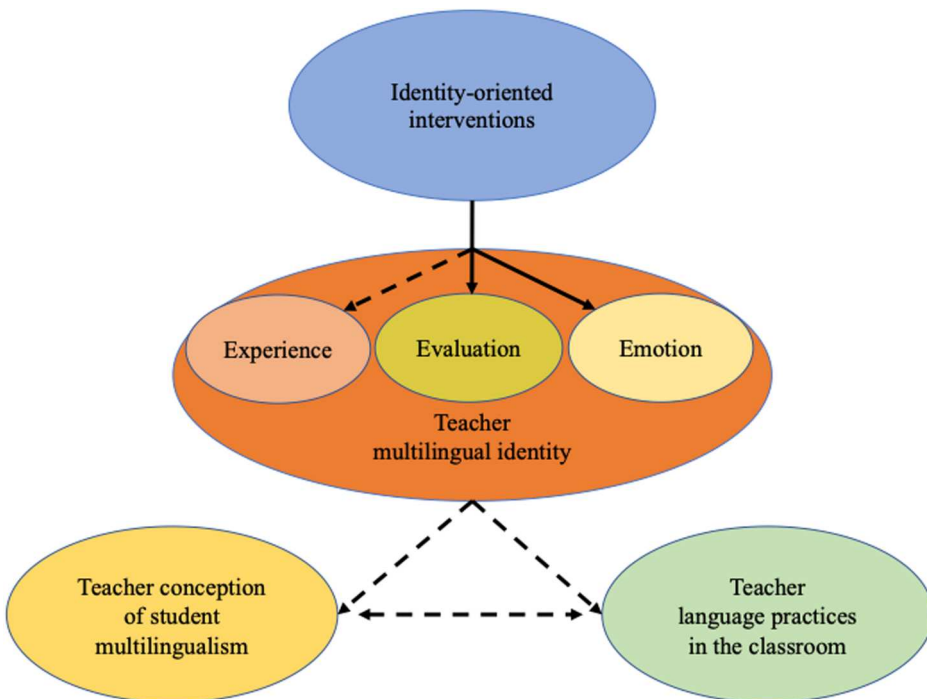 Identity-oriented
interventions
Experience
Evaluation
Emotion
Teacher
multilingual identity
Teacher conception
of student
multilingualism
Teacher
language practices
in the classroom